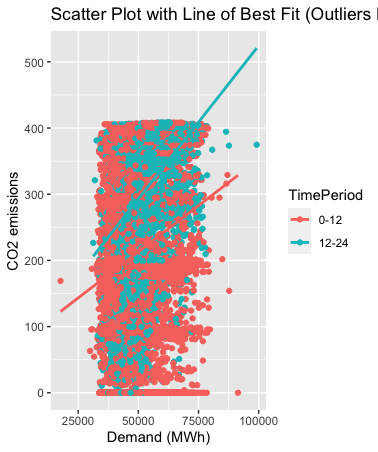 Scatter Plot with Line of Best Fit (Outliers
500
400
300
200
100
0
CO2 emissions
25000 50000 75000 100000
Demand (MWh)
TimePeriod
0-12
12-24